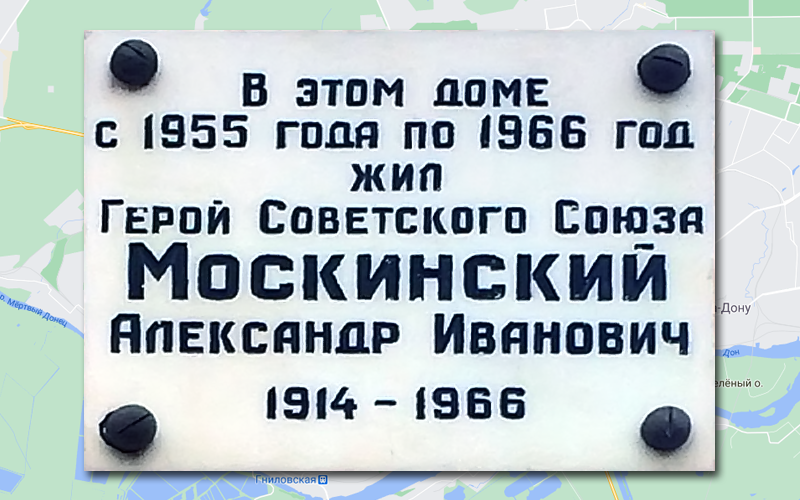 В этом доме
с 1955 года по 1966 год
жил
Герой Советского Союза
Москинский
Александр Иванович
1914 – 1966
р. Мёртвый Донец
-Дону
Дон
елёный о.
Гниловская